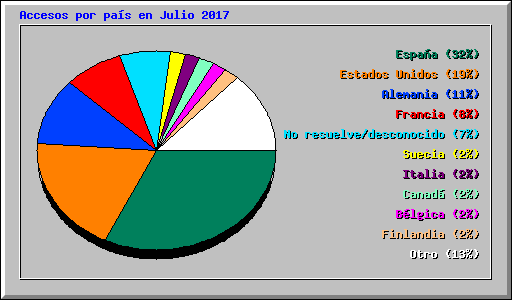 Accesos por país en Julio 2017
España (32%)
Estados Unidos (19%)
Alemania (11%)
Francia (8%)
No resuelve/desconocido (7%)
Suecia (2%)
Italia (2%)
Canadá (2%)
Bélgica (2%)
Finlandia (2%)
Otro (13%)